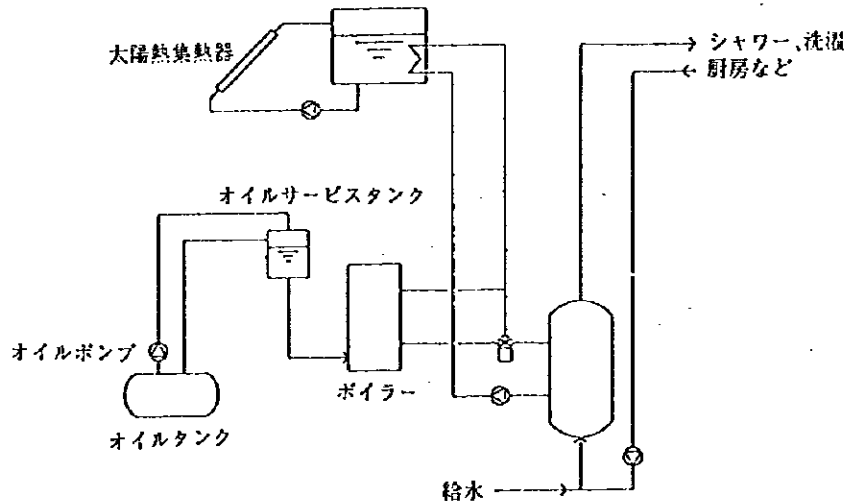 太陽熱集熱器
シャワー、洗濯
厨房など
オイルサービスタンク
オイルポンプ
ボイラー
オイルタンク
給水